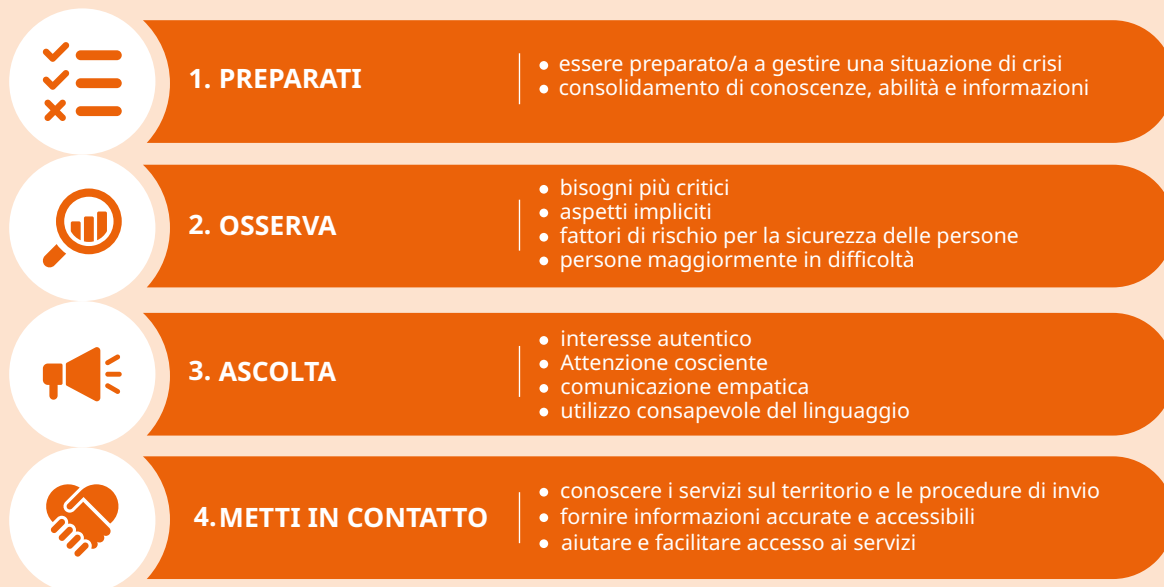 1. PREPARATI
• essere preparato/a a gestire una situazione di crisi
• consolidamento di conoscenze, abilità e informazioni
2. OSSERVA
• bisogni più critici
• aspetti impliciti
• fattori di rischio per la sicurezza delle persone
• persone maggiormente in difficoltà
3. ASCOLTA
• interesse autentico
• Attenzione cosciente
• comunicazione empatica
• utilizzo consapevole del linguaggio
4. METTI IN CONTATTO
• conoscere i servizi sul territorio e le procedure di invio
• fornire informazioni accurate e accessibili
• aiutare e facilitare accesso ai servizi